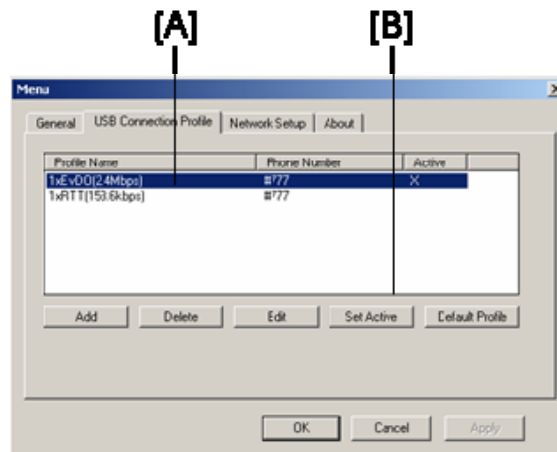 [A] [B]
Menu X
General USB Connection Profile Network Setup About
Profile Name Phone Number Active
1xEvDO(2.4Mbps) #777 X
1xRTT(153.6kbps) #777
Add Delete Edit Set Active Default Profile
OK Cancel Apply